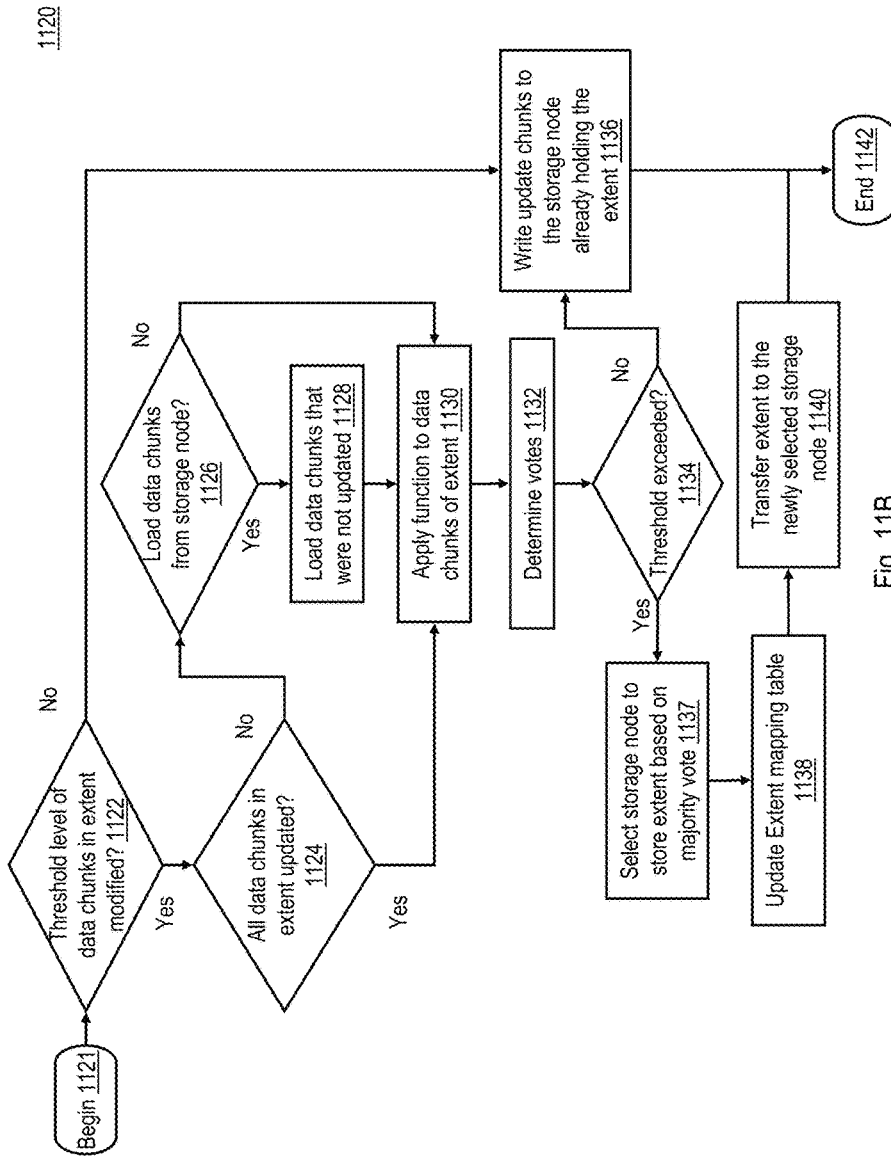 1120
Begin 1121
Threshold level of
data chunks in extent
modified? 1122
No
Yes
All data chunks in
extent updated?
1124
No
Yes
Load data chunks
from storage node?
1126
No
Yes
Load data chunks that
were not updated 1128
Apply function to data
chunks of extent 1130
Determine votes 1132
Threshold exceeded?
1134
No
Yes
Write update chunks to
the storage node
already holding the
extent 1136
Select storage node to
store extent based on
majority vote 1137
Update Extent mapping table
1138
Transfer extent to the
newly selected storage
node 1140
End 1142
Fig. 11B